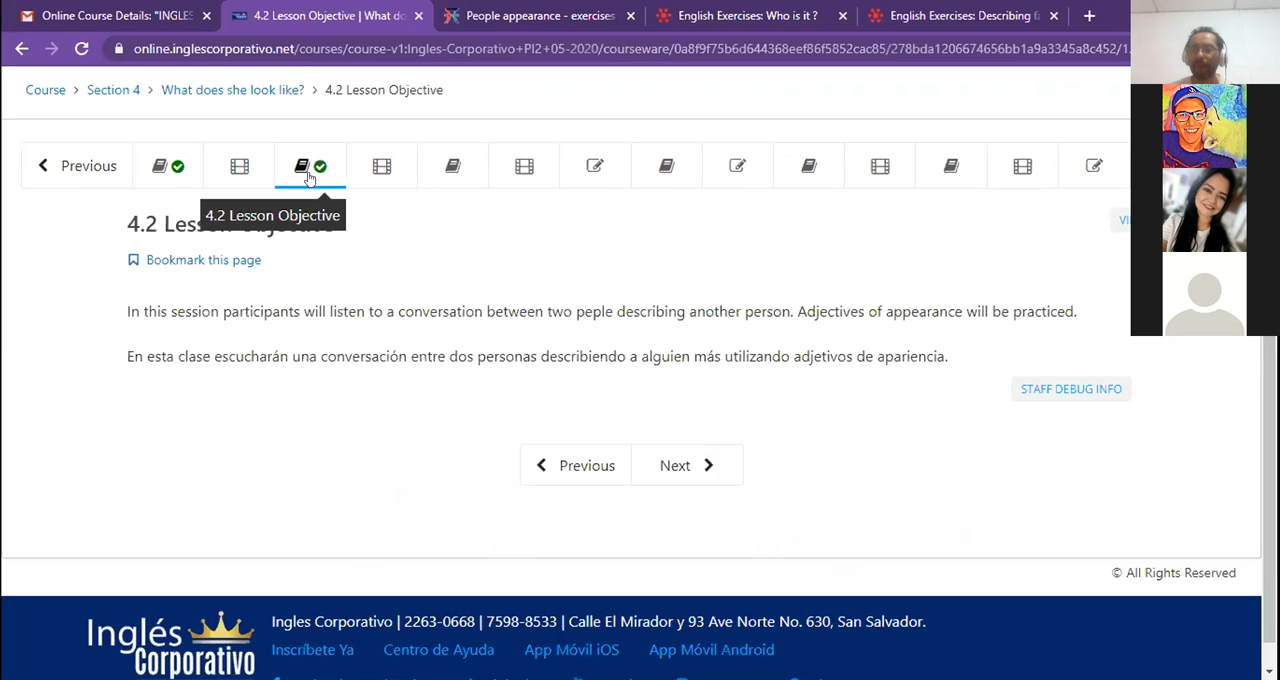 Online Course Details: "INGLES
4.2 Lesson Objective | What do
People appearance - exercises
English Exercises: Who is it ?
English Exercises: Describing fa
online.inglescorporativo.net/courses/course-v1:Ingles-Corporativo+PI2+05-2020/courseware/0a8f9f75b6d644368eef86f5852cac85/278bda1206674656bb1a9a3345a8c452/1
Course > Section 4 > What does she look like? > 4.2 Lesson Objective
Previous
4.2 Lesson Objective
4.2 Lesson Objective
Bookmark this page
In this session participants will listen to a conversation between two peple describing another person. Adjectives of appearance will be practiced.
En esta clase escucharán una conversación entre dos personas describiendo a alguien más utilizando adjetivos de apariencia.
STAFF DEBUG INFO
Previous
Next
© All Rights Reserved
Inglés Corporativo
Ingles Corporativo | 2263-0668 | 7598-8533 | Calle El Mirador y 93 Ave Norte No. 630, San Salvador.
Inscríbete Ya
Centro de Ayuda
App Móvil iOS
App Móvil Android